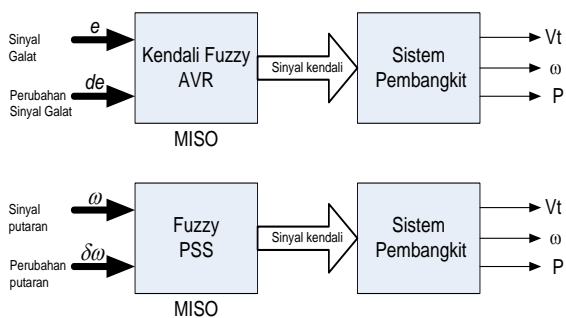 Sinyal
Galat
e
Perubahan
Sinyal Galat
de
Kendali Fuzzy
AVR
MISO
Sinyal kendali
Sistem
Pembangkit
Vt
ω
P
Sinyal
putaran
ω
Perubahan
putaran
δω
Fuzzy
PSS
MISO
Sinyal kendali
Sistem
Pembangkit
Vt
ω
P